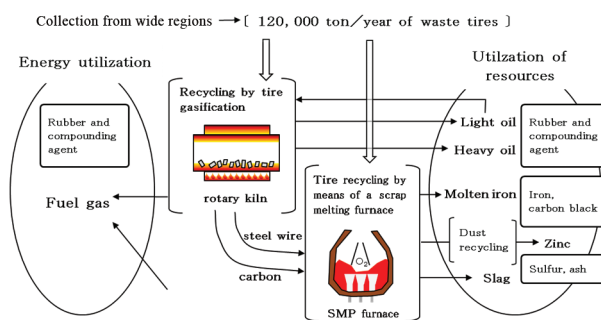 Collection from wide regions→〔 120,000 ton/year of waste tires 〕
Energy utilization
Utilzation of
resources
Recycling by tire
gasification
rotary kiln
Rubber and
compounding
agent
Fuel gas
Light oil
Heavy oil
Rubber and
compounding
agent
Tire recycling by
means of a scrap
melting furnace
O2
SMP furnace
steel wire
carbon
Molten iron
Iron,
carbon black
Dust
recycling
Zinc
Slag
Sulfur, ash